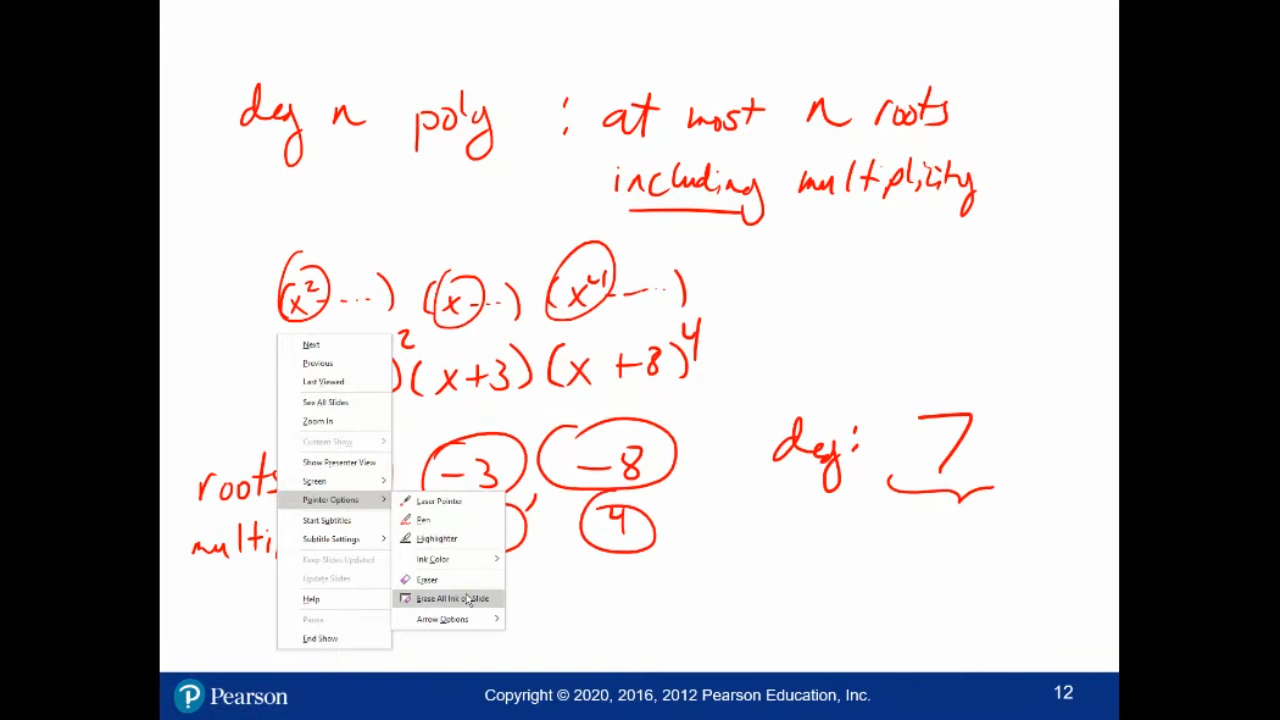 deg n poly : at most n roots
including multiplicity
(x²-...) (x-...) (x⁴-...)
)² (x+3) (x+8)⁴
deg: 7
roots -3 , -8
multi 4
Next
Previous
Last Viewed
See All Slides
Zoom In
Custom Show
Show Presenter View
Screen
Pointer Options
Start Subtitles
Subtitle Settings
Keep Slides Updated
Update Slides
Help
Pause
End Show
Laser Pointer
Pen
Highlighter
Ink Color
Eraser
Erase All Ink on Slide
Arrow Options
Pearson
Copyright © 2020, 2016, 2012 Pearson Education, Inc.
12